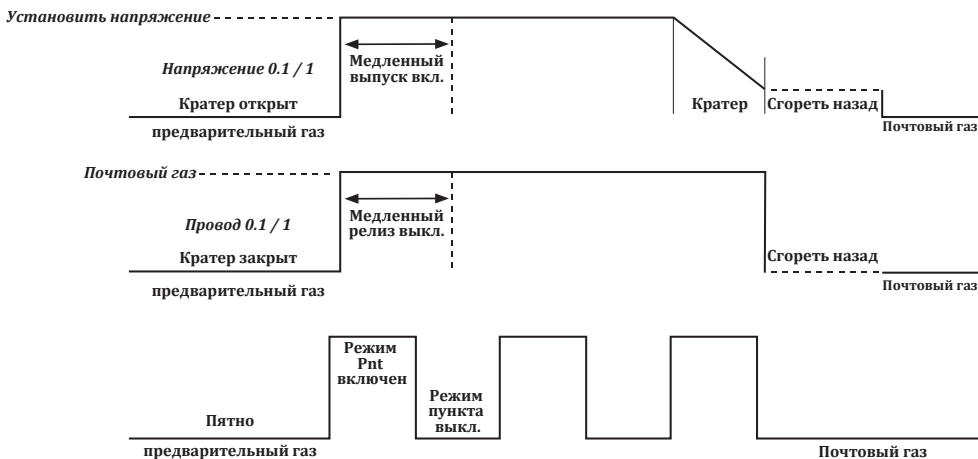 Установить напряжение
Медленный
выпуск вкл.
Напряжение 0.1 / 1
Кратер открыт
Кратер
Сгореть назад
предварительный газ
Почтовый газ
Почтовый газ
Медленный
релиз выкл.
Провод 0.1 / 1
Кратер закрыт
Сгореть назад
предварительный газ
Почтовый газ
Режим
Pnt
включен
Режим
пункта
выкл.
Пятно
предварительный газ
Почтовый газ